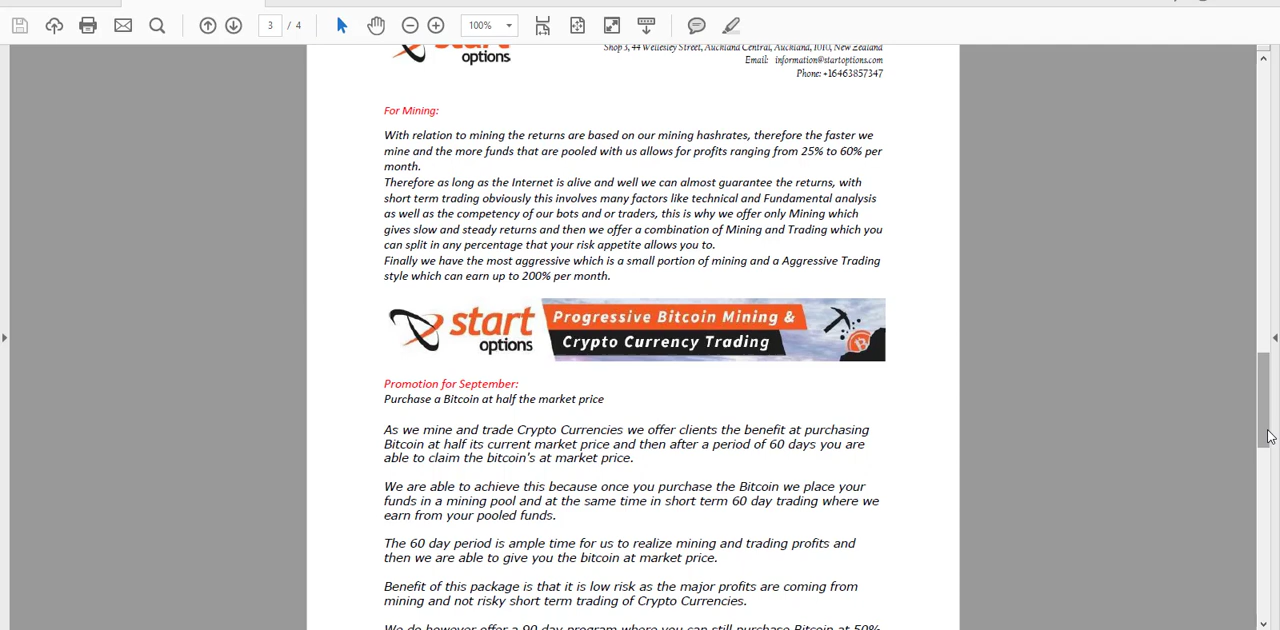 3 / 4
100%
start
options
Shop 3, 44 Wellesley Street, Auckland Central, Auckland, 1010, New Zealand
Email: information@startoptions.com
Phone: +16463857347
For Mining:
With relation to mining the returns are based on our mining hashrates, therefore the faster we
mine and the more funds that are pooled with us allows for profits ranging from 25% to 60% per
month.
Therefore as long as the Internet is alive and well we can almost guarantee the returns, with
short term trading obviously this involves many factors like technical and Fundamental analysis
as well as the competency of our bots and or traders, this is why we offer only Mining which
gives slow and steady returns and then we offer a combination of Mining and Trading which you
can split in any percentage that your risk appetite allows you to.
Finally we have the most aggressive which is a small portion of mining and a Aggressive Trading
style which can earn up to 200% per month.
start
options
Progressive Bitcoin Mining &
Crypto Currency Trading
Promotion for September:
Purchase a Bitcoin at half the market price
As we mine and trade Crypto Currencies we offer clients the benefit at purchasing
Bitcoin at half its current market price and then after a period of 60 days you are
able to claim the bitcoin's at market price.
We are able to achieve this because once you purchase the Bitcoin we place your
funds in a mining pool and at the same time in short term 60 day trading where we
earn from your pooled funds.
The 60 day period is ample time for us to realize mining and trading profits and
then we are able to give you the bitcoin at market price.
Benefit of this package is that it is low risk as the major profits are coming from
mining and not risky short term trading of Crypto Currencies.
We do however offer a 90 day program where you can still purchase Bitcoin at 50%